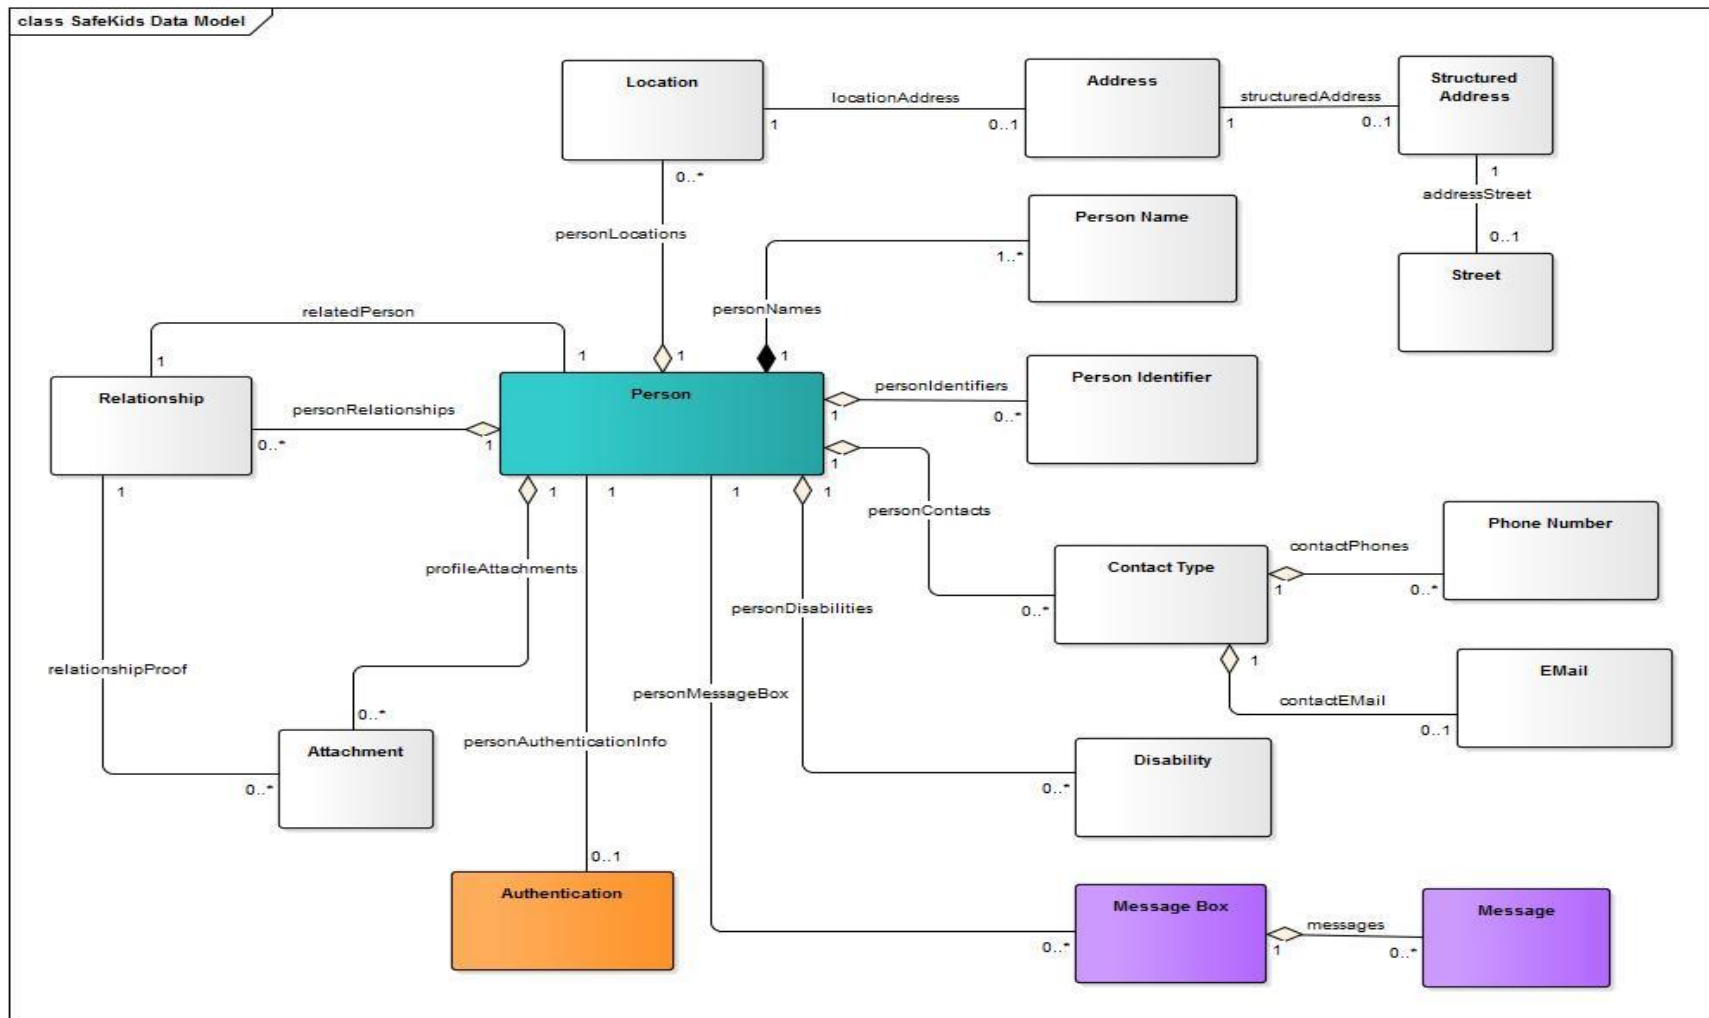 class SafeKids Data Model
Location
locationAddress
1
0..1
Address
structuredAddress
1
0..1
Structured
Address
1
addressStreet
0..1
Street
0..*
personLocations
1
Person Name
1..*
personNames
1
relatedPerson
1
1
Relationship
personRelationships
0..*
1
Person
personIdentifiers
1
0..*
Person Identifier
1
personContacts
0..*
Contact Type
contactPhones
1
0..*
Phone Number
1
contactEMail
0..1
EMail
1
relationshipProof
0..*
1
profileAttachments
0..*
Attachment
1
personAuthenticationInfo
0..1
Authentication
1
personMessageBox
0..*
1
personDisabilities
0..*
Disability
Message Box
messages
1
0..*
Message